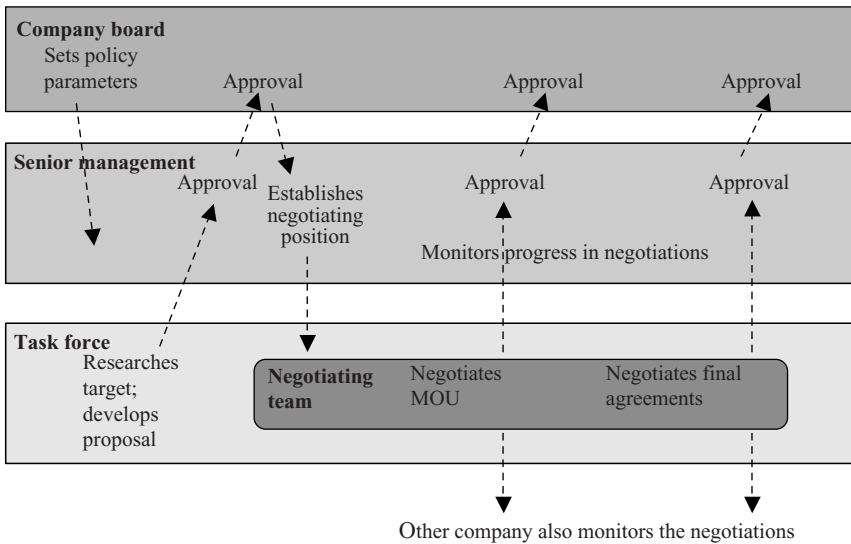 Company board
Sets policy
parameters
Approval
Approval
Approval
Senior management
Approval
Establishes
negotiating
position
Approval
Approval
Monitors progress in negotiations
Task force
Researches
target;
develops
proposal
Negotiating
team
Negotiates
MOU
Negotiates final
agreements
Other company also monitors the negotiations